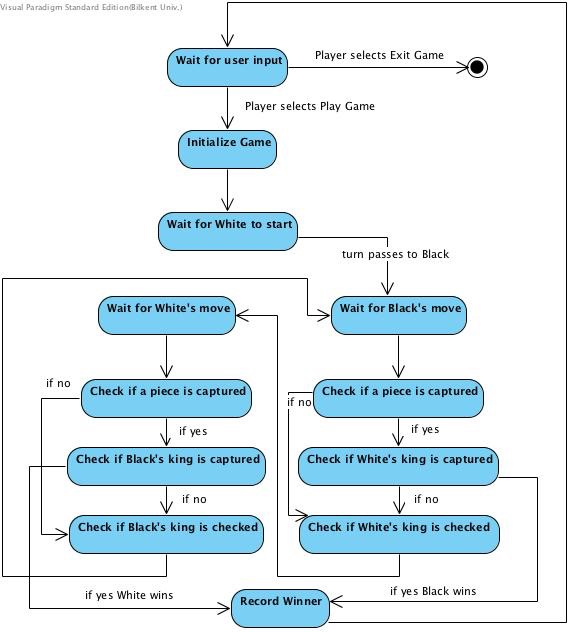 Visual Paradigm Standard Edition(Bilkent Univ.)
Wait for user input
Player selects Exit Game
Player selects Play Game
Initialize Game
Wait for White to start
turn passes to Black
Wait for White's move
Wait for Black's move
if no
Check if a piece is captured
if no
Check if a piece is captured
if yes
if yes
Check if Black's king is captured
Check if White's king is captured
if no
if no
Check if Black's king is checked
Check if White's king is checked
if yes White wins
Record Winner
if yes Black wins